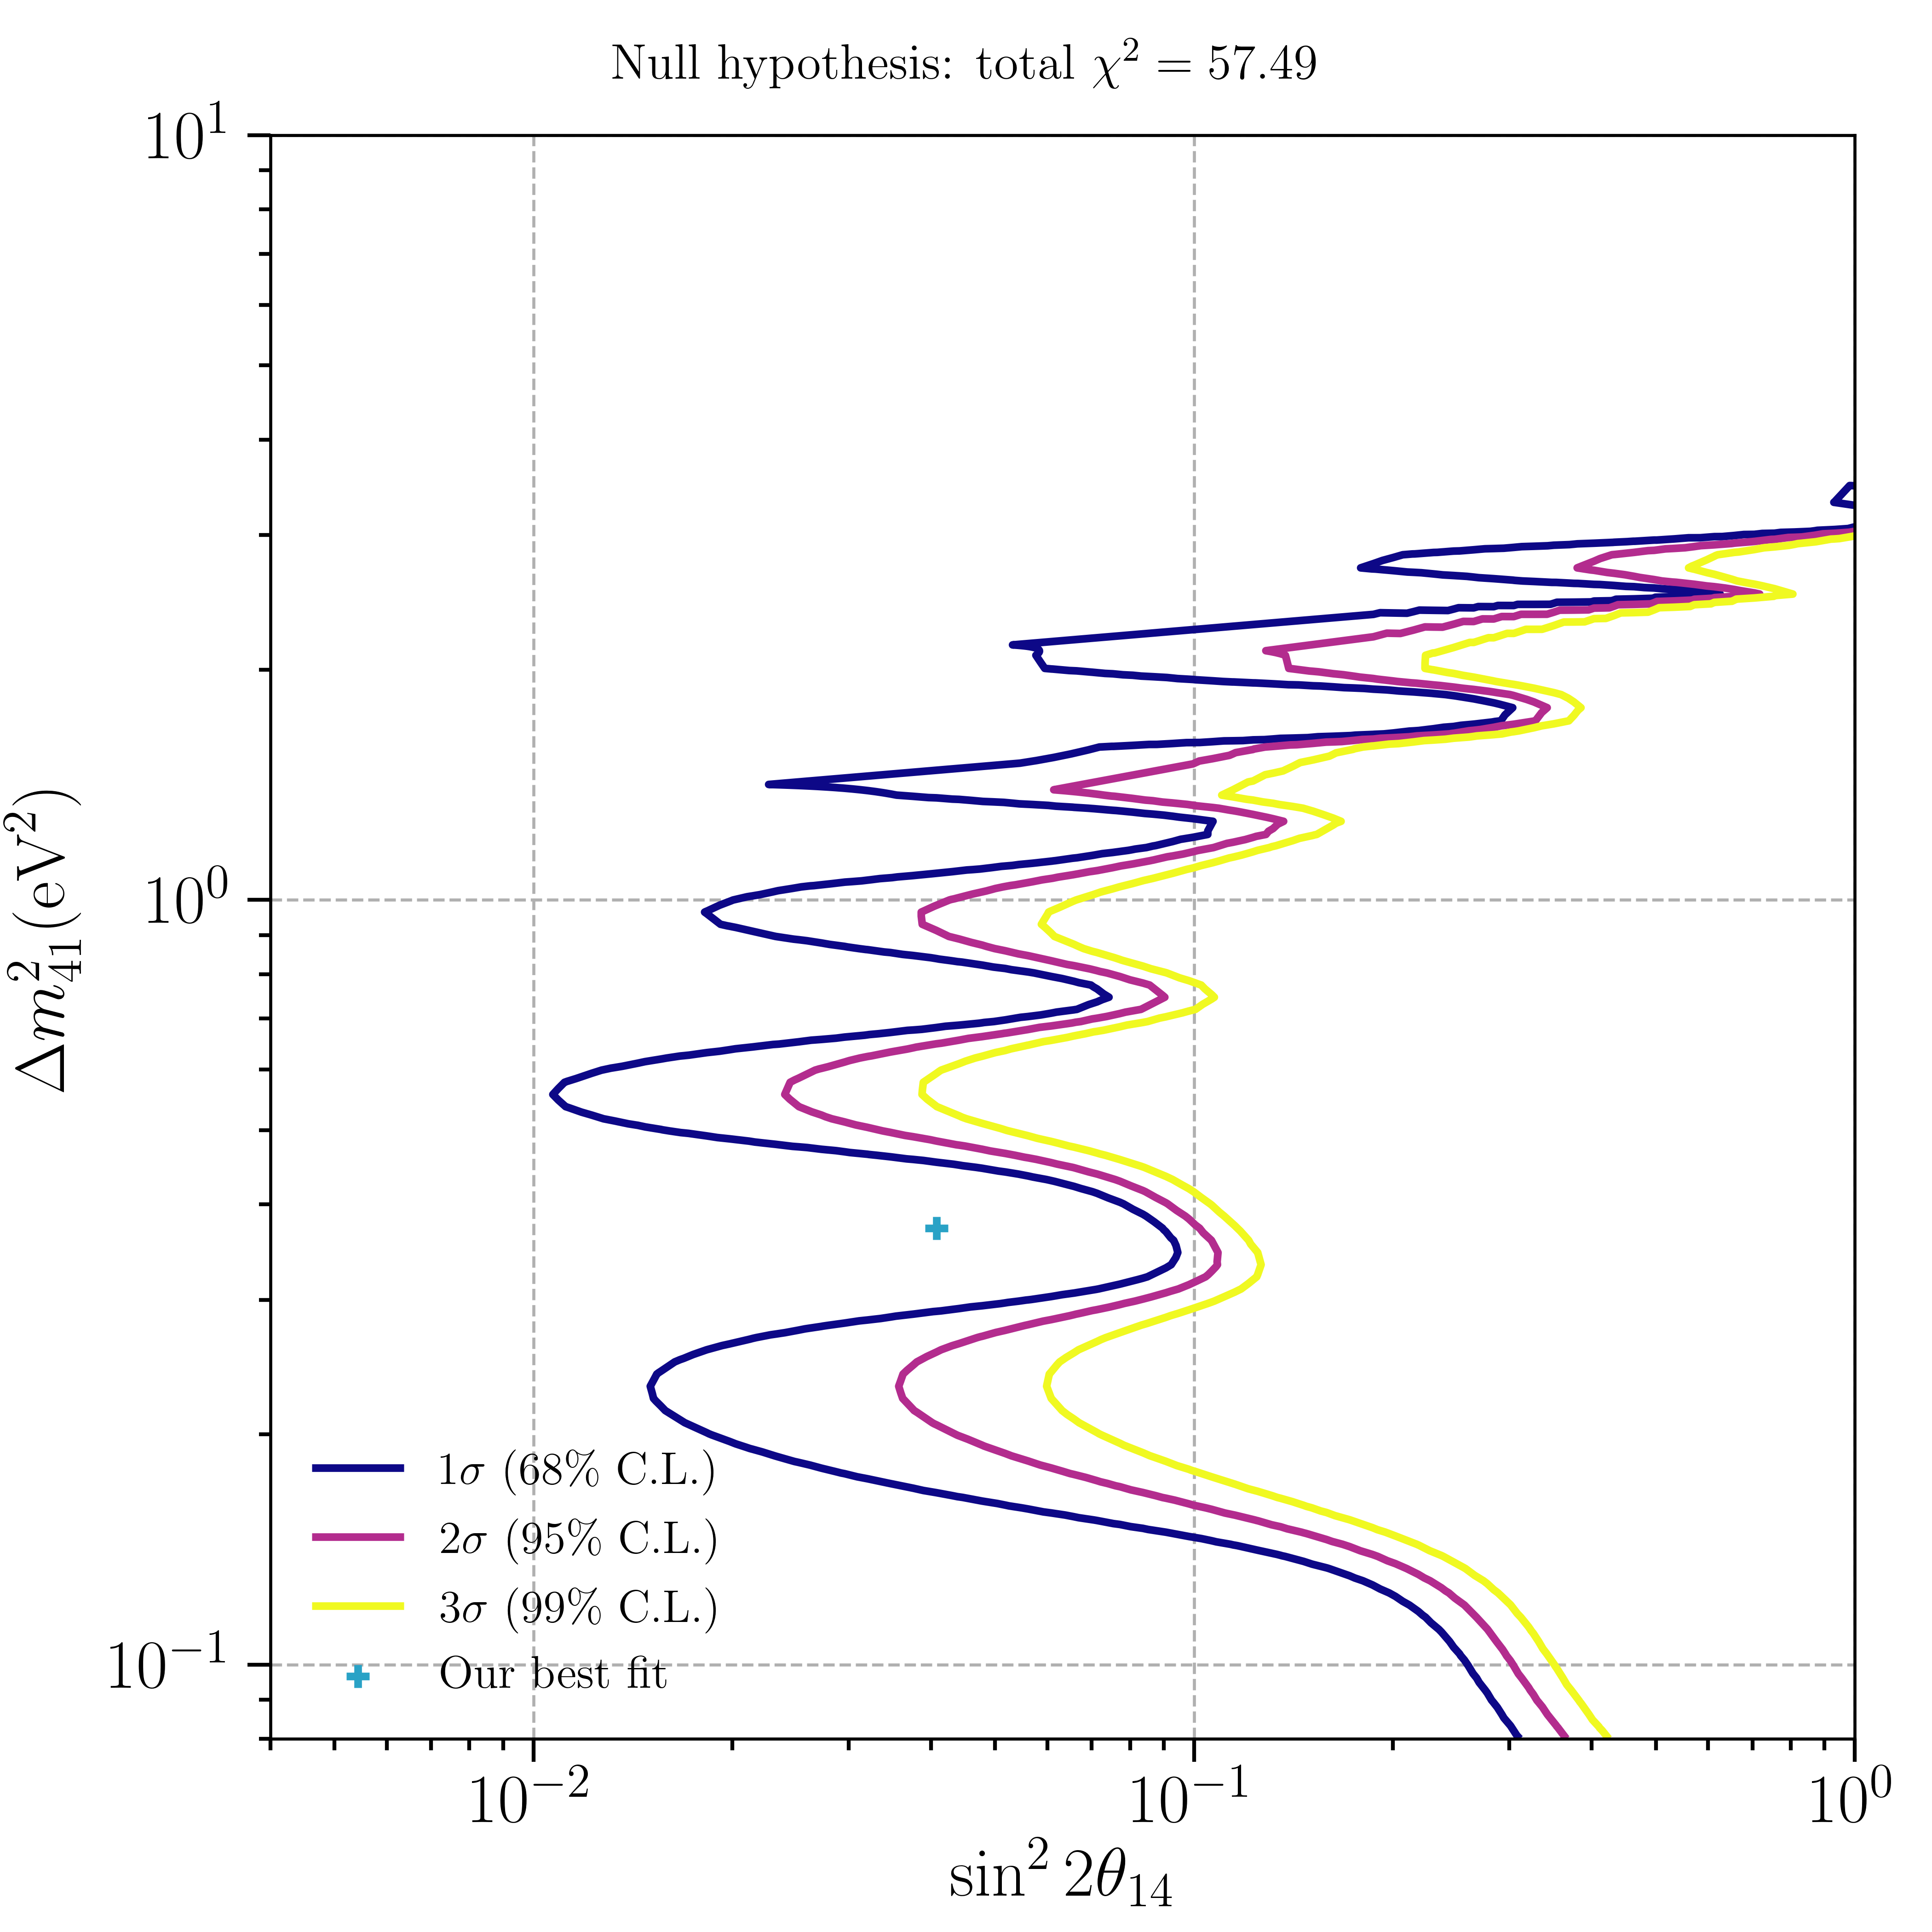 Null hypothesis: total χ² = 57.49
10¹
10⁰
10⁻¹
Δm²₄₁(eV²)
1σ (68% C.L.)
2σ (95% C.L.)
3σ (99% C.L.)
Our best fit
10⁻²
10⁻¹
10⁰
sin² 2θ₁₄